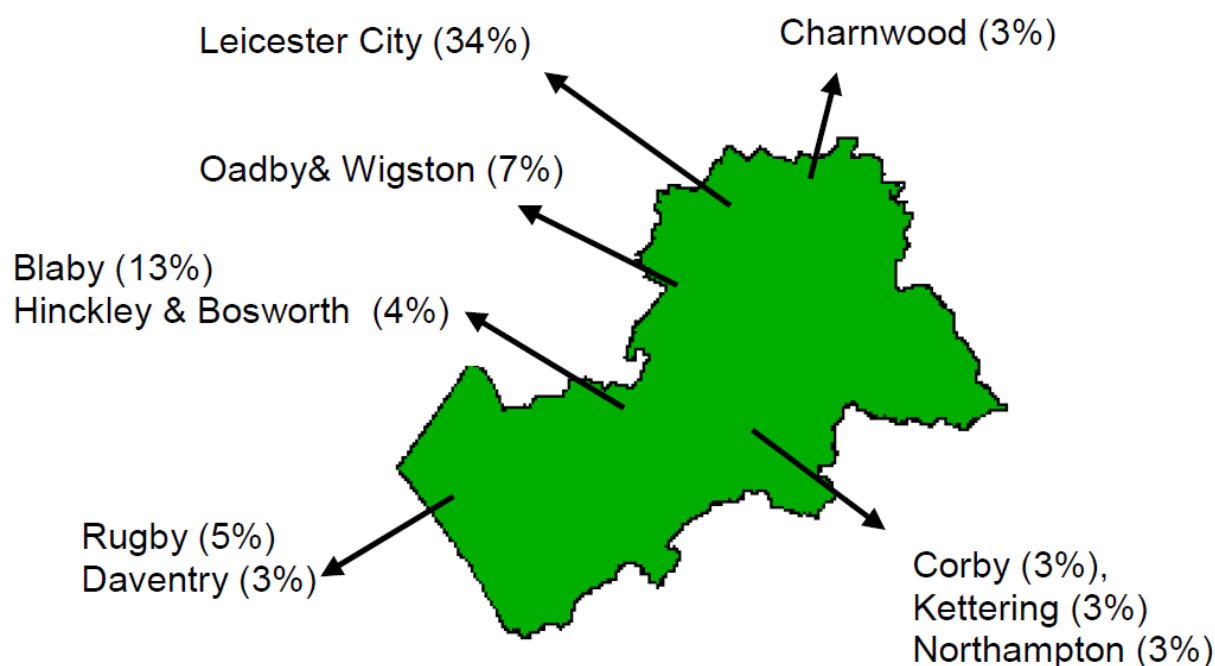 Leicester City (34%)
Charnwood (3%)
Oadby& Wigston (7%)
Blaby (13%)
Hinckley & Bosworth  (4%)
Rugby (5%)
Daventry (3%)
Corby (3%),
Kettering (3%)
Northampton (3%)